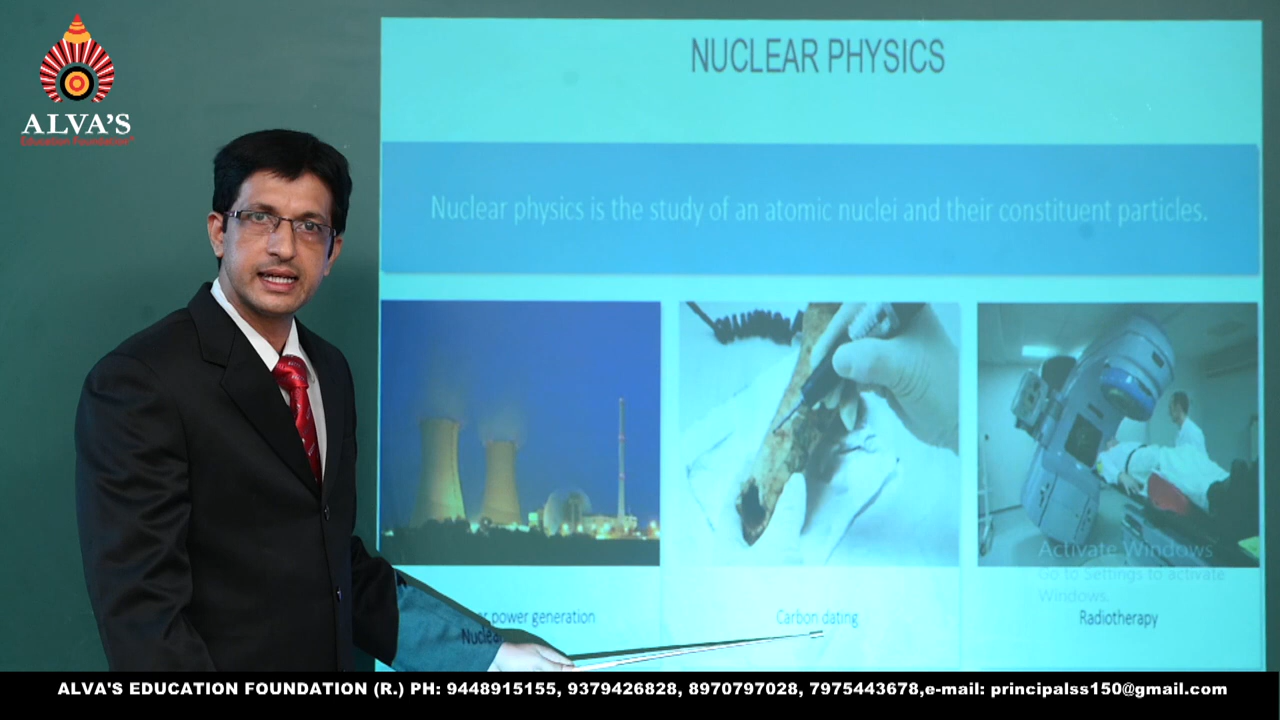 ALVA'S
Education Foundation
NUCLEAR PHYSICS
Nuclear physics is the study of an atomic nuclei and their constituent particles.
power generation
Carbon dating
Radiotherapy
Activate Windows
Go to Settings to activate
Windows.
ALVA'S EDUCATION FOUNDATION (R.) PH: 9448915155, 9379426828, 8970797028, 7975443678,e-mail: principalss150@gmail.com